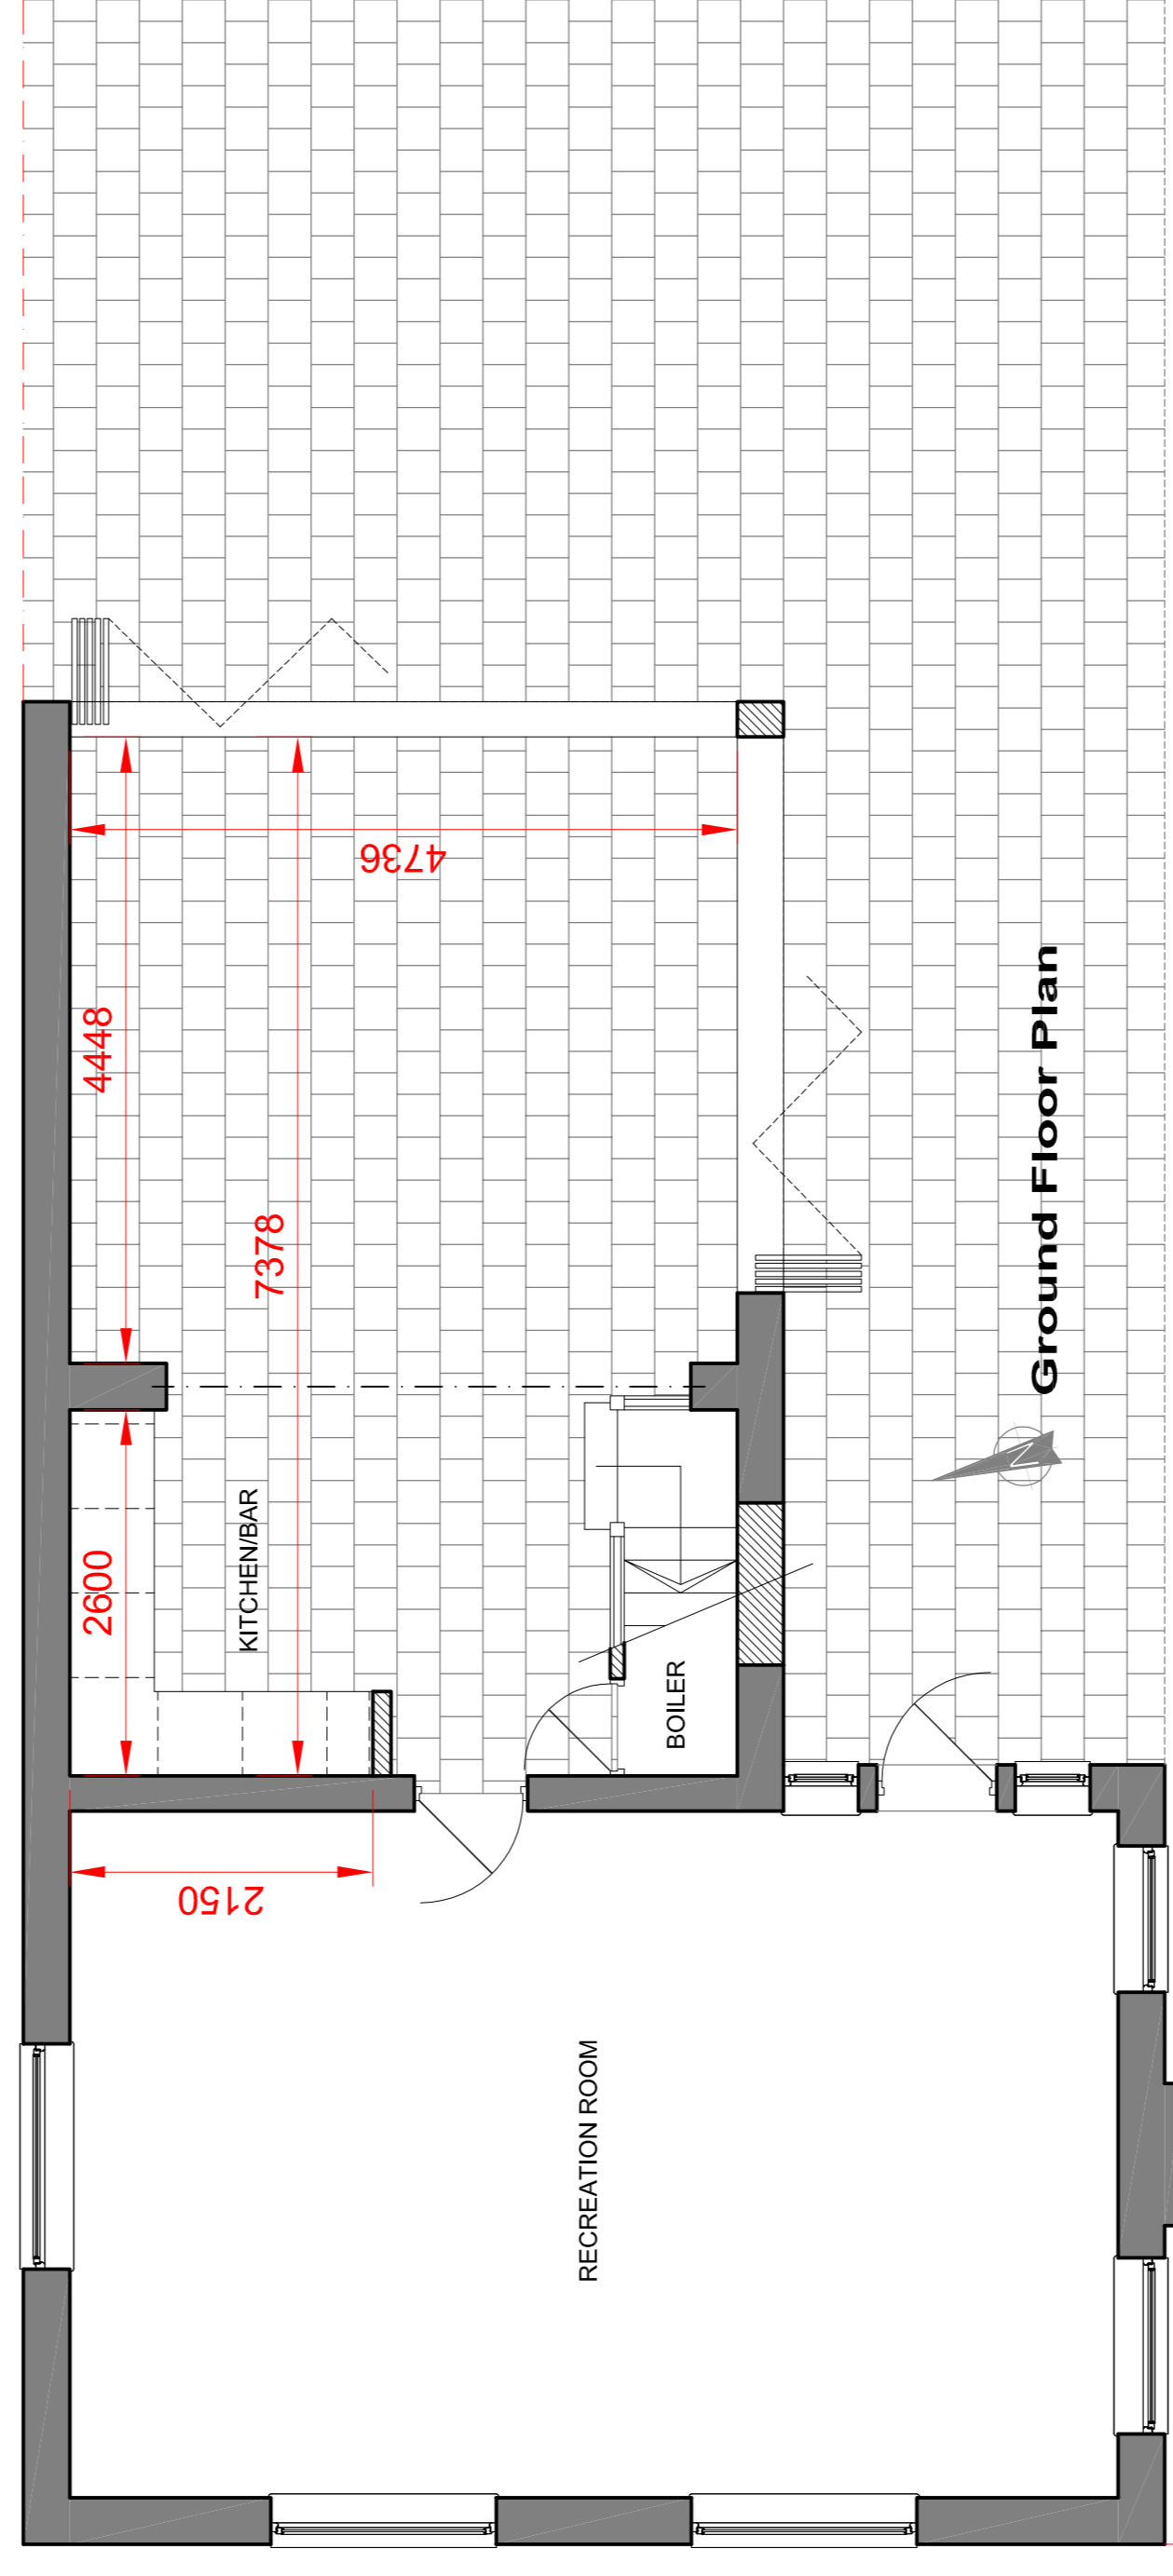 4736
4448
7378
2600
KITCHEN/BAR
BOILER
2150
RECREATION ROOM
N
Ground Floor Plan